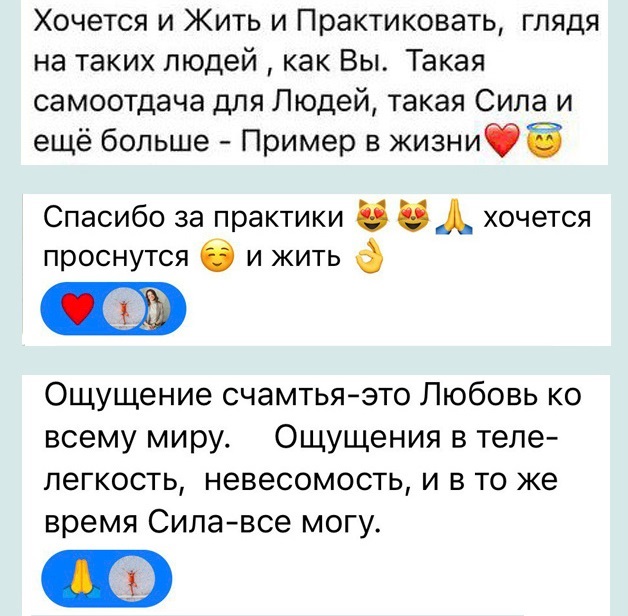 Хочется и Жить и Практиковать, глядя
на таких людей , как Вы. Такая
самоотдача для Людей, такая Сила и
ещё больше - Пример в жизни❤️😇
Спасибо за практики 😻😻🙏 хочется
проснутся ☺️ и жить 👌
Ощущение счамтья-это Любовь ко
всему миру. Ощущения в теле-
легкость, невесомость, и в то же
время Сила-все могу.